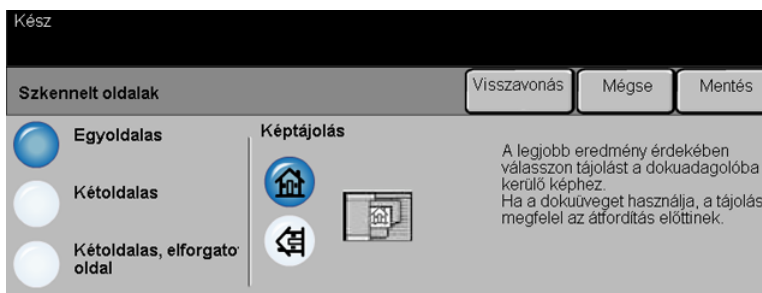 Kész
Szkennelt oldalak
Visszavonás
Mégse
Mentés
Egyoldalas
Kétoldalas
Kétoldalas, elforgato
oldal
Képtájolás
A legjobb eredmény érdekében
válasszon tájolást a dokuadagolóba
kerülő képhez.
Ha a dokuüveget használja, a tájolás
megfelel az átfordítás előttinek.